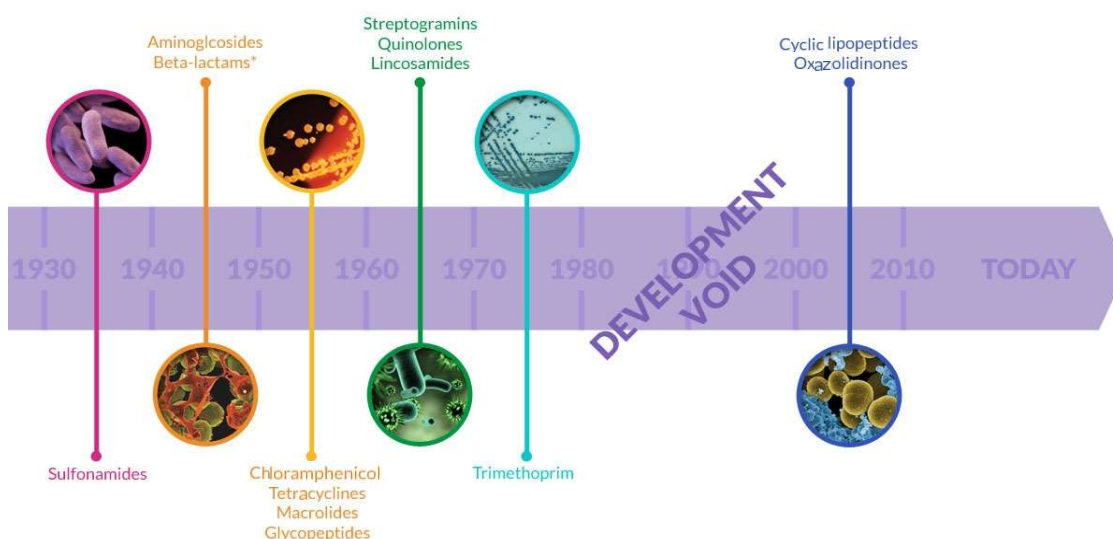 Streptogramins
Quinolones
Lincosamides
Aminoglcosides
Beta-lactams*
Cyclic lipopeptides
Oxazolidinones
1930 1940 1950 1960 1970 1980 1990 2000 2010 TODAY
DEVELOPMENT
VOID
Sulfonamides
Chloramphenicol
Tetracyclines
Macrolides
Glycopeptides
Trimethoprim